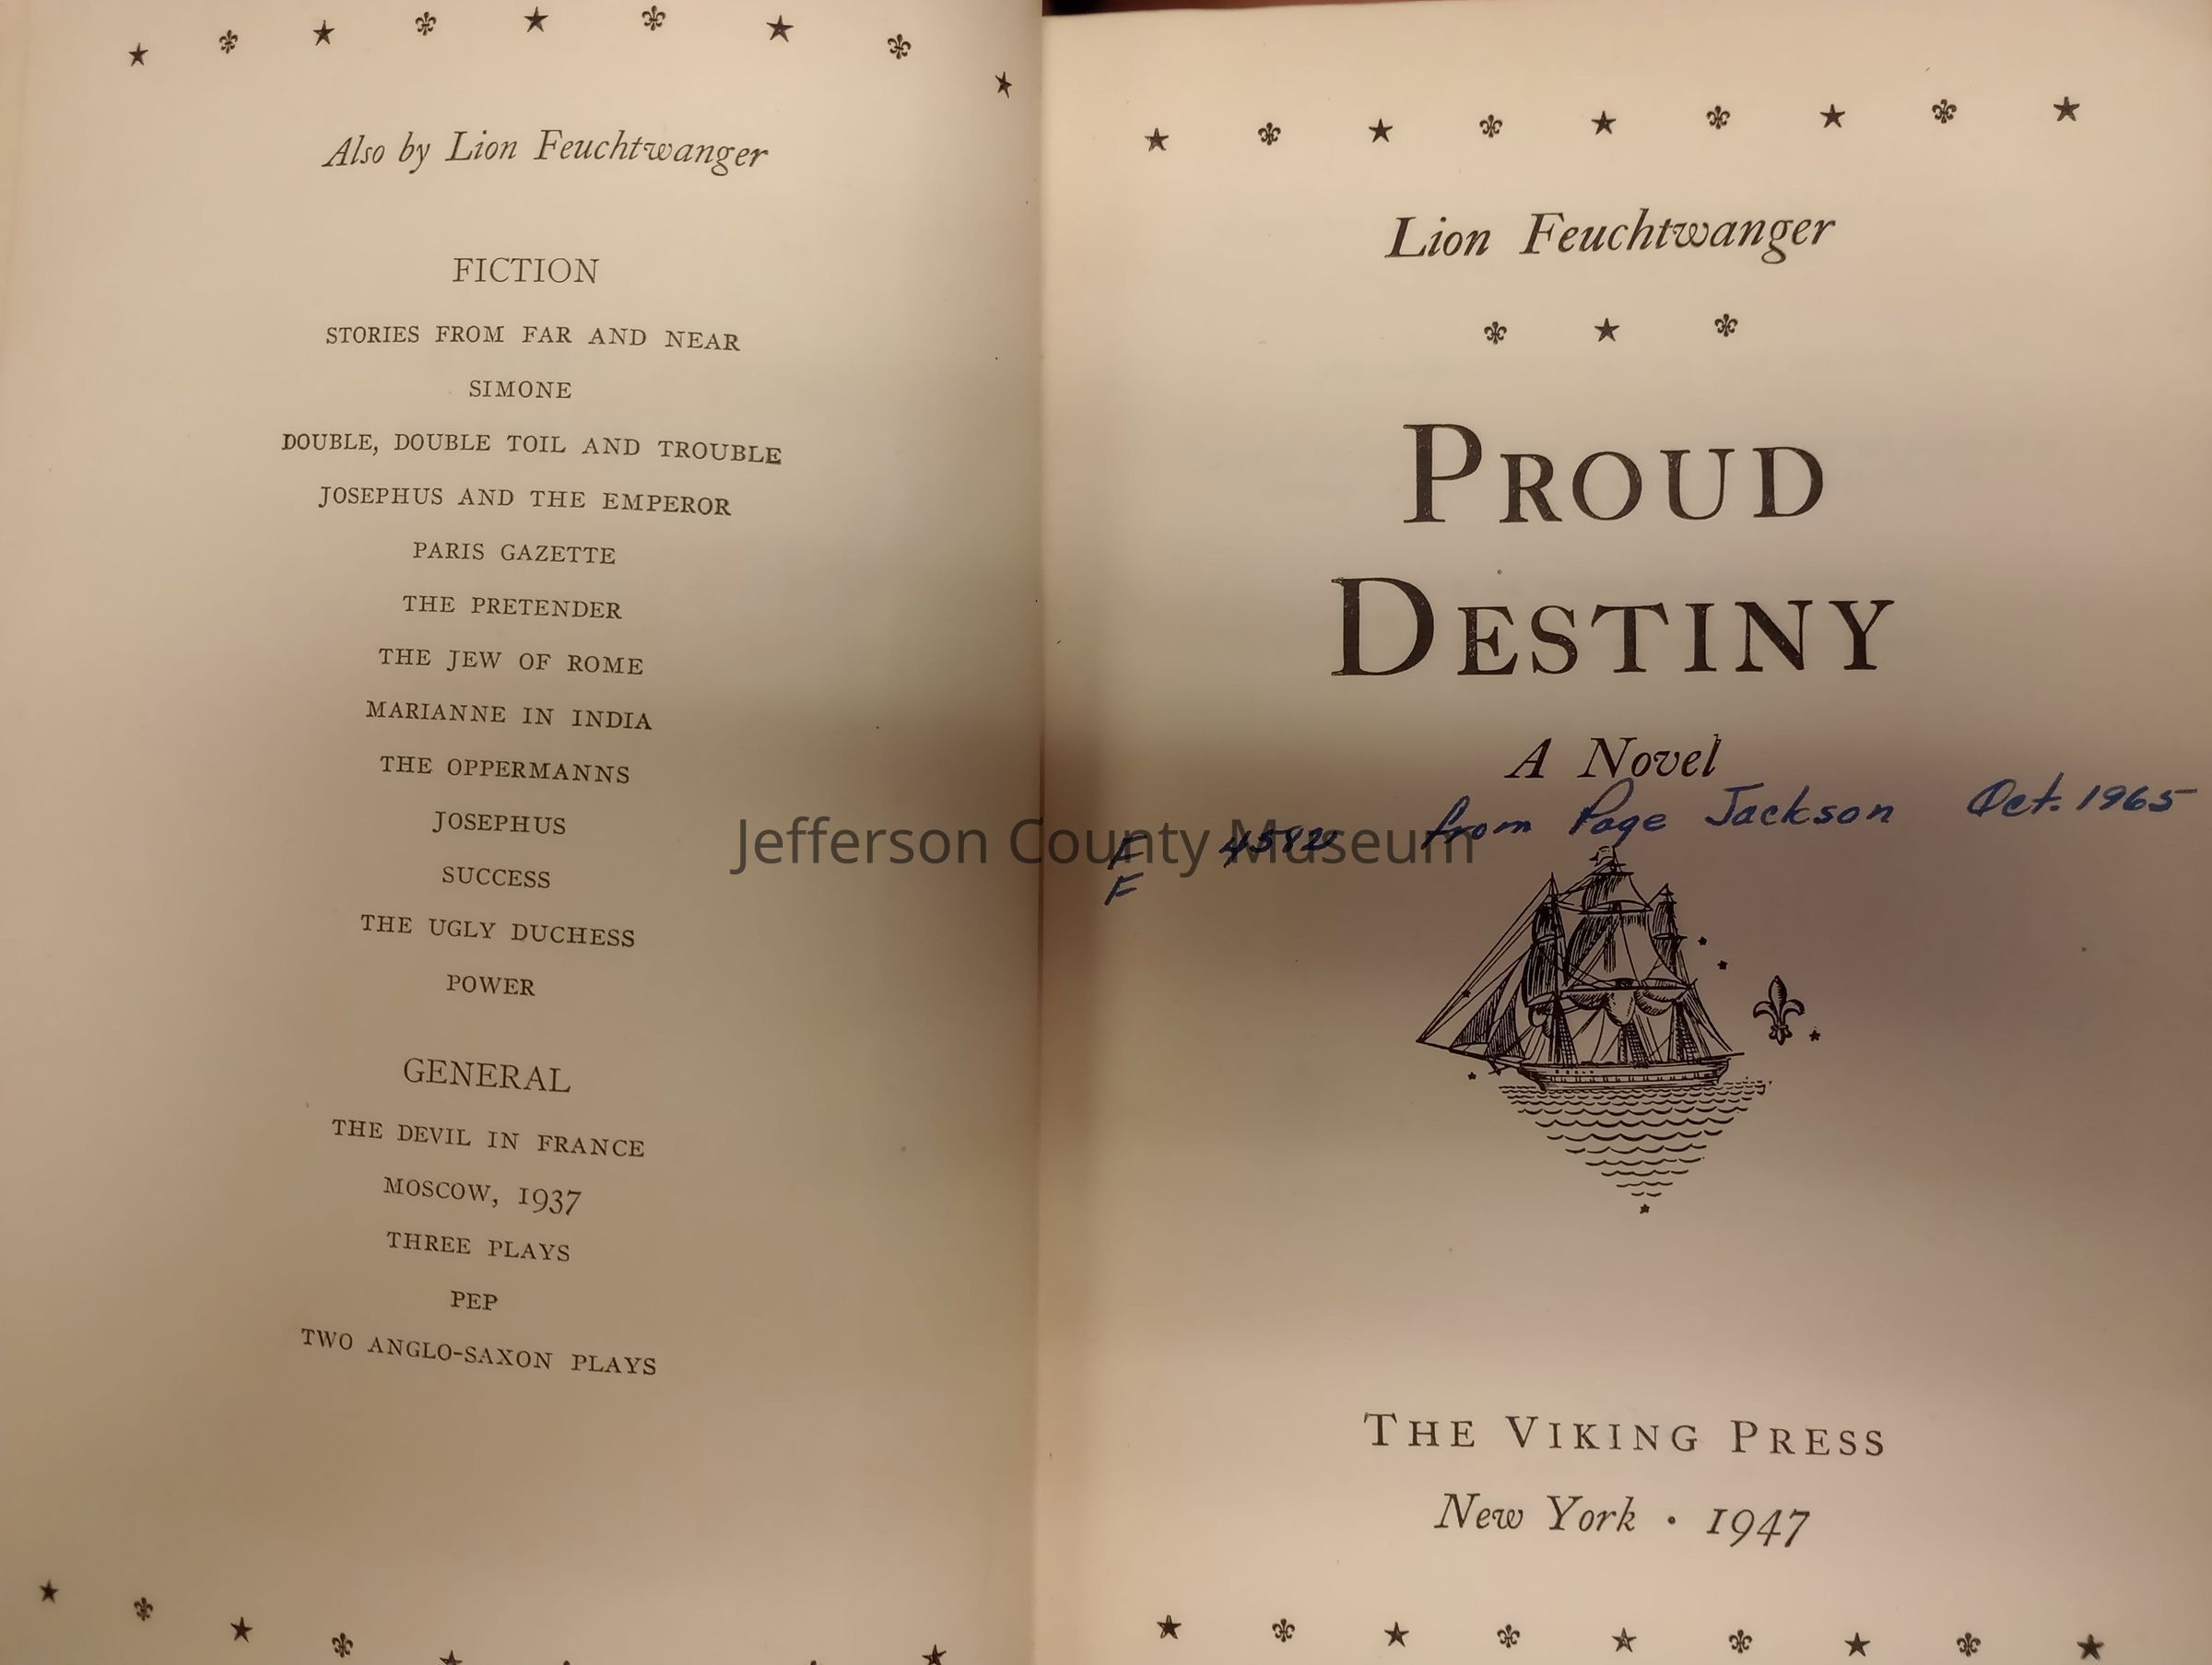 Also by Lion Feuchtwanger
FICTION
STORIES FROM FAR AND NEAR
SIMONE
DOUBLE, DOUBLE TOIL AND TROUBLE
JOSEPHUS AND THE EMPEROR
PARIS GAZETTE
THE PRETENDER
THE JEW OF ROME
MARIANNE IN INDIA
THE OPPERMANNS
JOSEPHUS
SUCCESS
THE UGLY DUCHESS
POWER
GENERAL
THE DEVIL IN FRANCE
MOSCOW, 1937
THREE PLAYS
PEP
TWO ANGLO-SAXON PLAYS
Jefferson County Museum
Lion Feuchtwanger
PROUD
DESTINY
A Novel
F from Page Jackson Oct. 1965
F
THE VIKING PRESS
New York · 1947